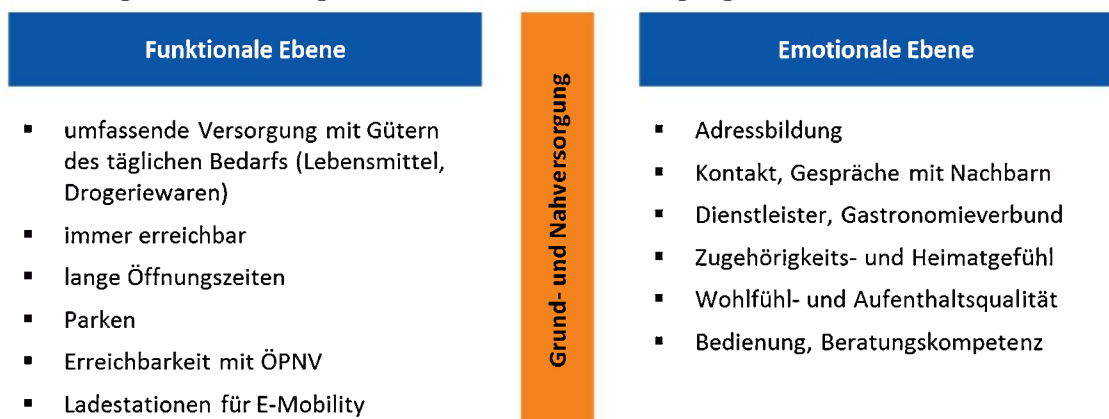 Funktionale Ebene
▪ umfassende Versorgung mit Gütern
des täglichen Bedarfs (Lebensmittel,
Drogeriewaren)
▪ immer erreichbar
▪ lange Öffnungszeiten
▪ Parken
▪ Erreichbarkeit mit ÖPNV
▪ Ladestationen für E-Mobility
Grund- und Nahversorgung
Emotionale Ebene
▪ Adressbildung
▪ Kontakt, Gespräche mit Nachbarn
▪ Dienstleister, Gastronomieverbund
▪ Zugehörigkeits- und Heimatgefühl
▪ Wohlfühl- und Aufenthaltsqualität
▪ Bedienung, Beratungskompetenz